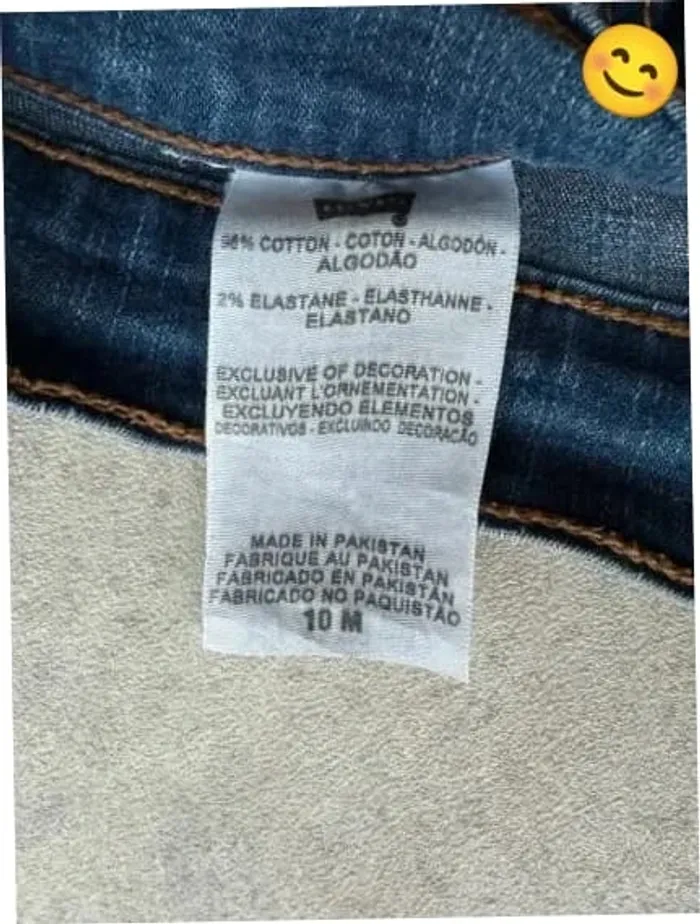 98% COTTON - COTON - ALGODÓN -
ALGODÃO
2% ELASTANE - ELASTHANNE -
ELASTANO
EXCLUSIVE OF DECORATION -
EXCLUANT L'ORNEMENTATION -
EXCLUYENDO ELEMENTOS
DECORATIVOS - EXCLUINDO DECORACÃO
MADE IN PAKISTAN
FABRIQUE AU PAKISTAN
FABRICADO EN PAKISTÁN
FABRICADO NO PAQUISTÃO
10 M